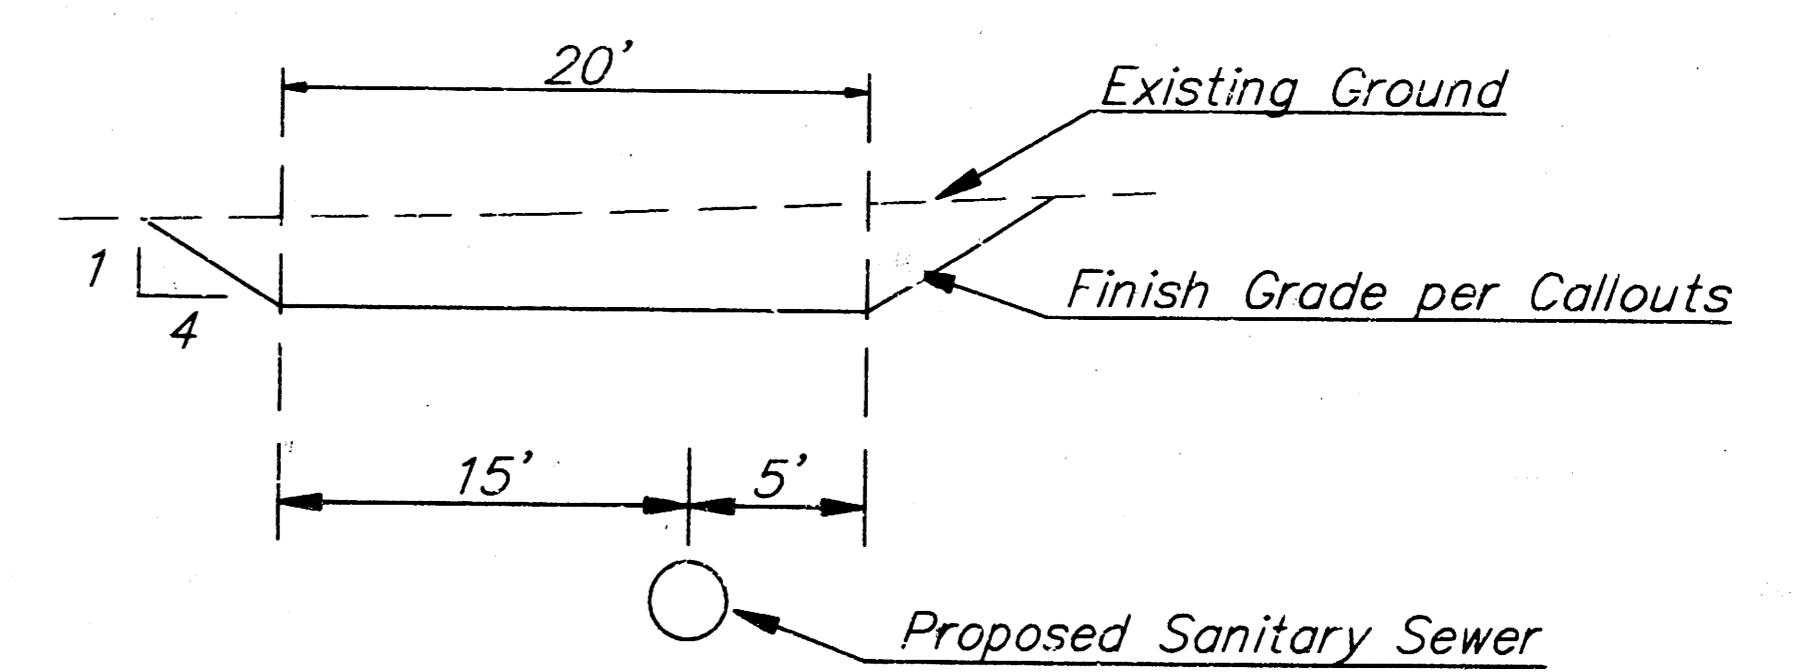 20'
Existing Ground
1
4
Finish Grade per Callouts
15'
5'
Proposed Sanitary Sewer